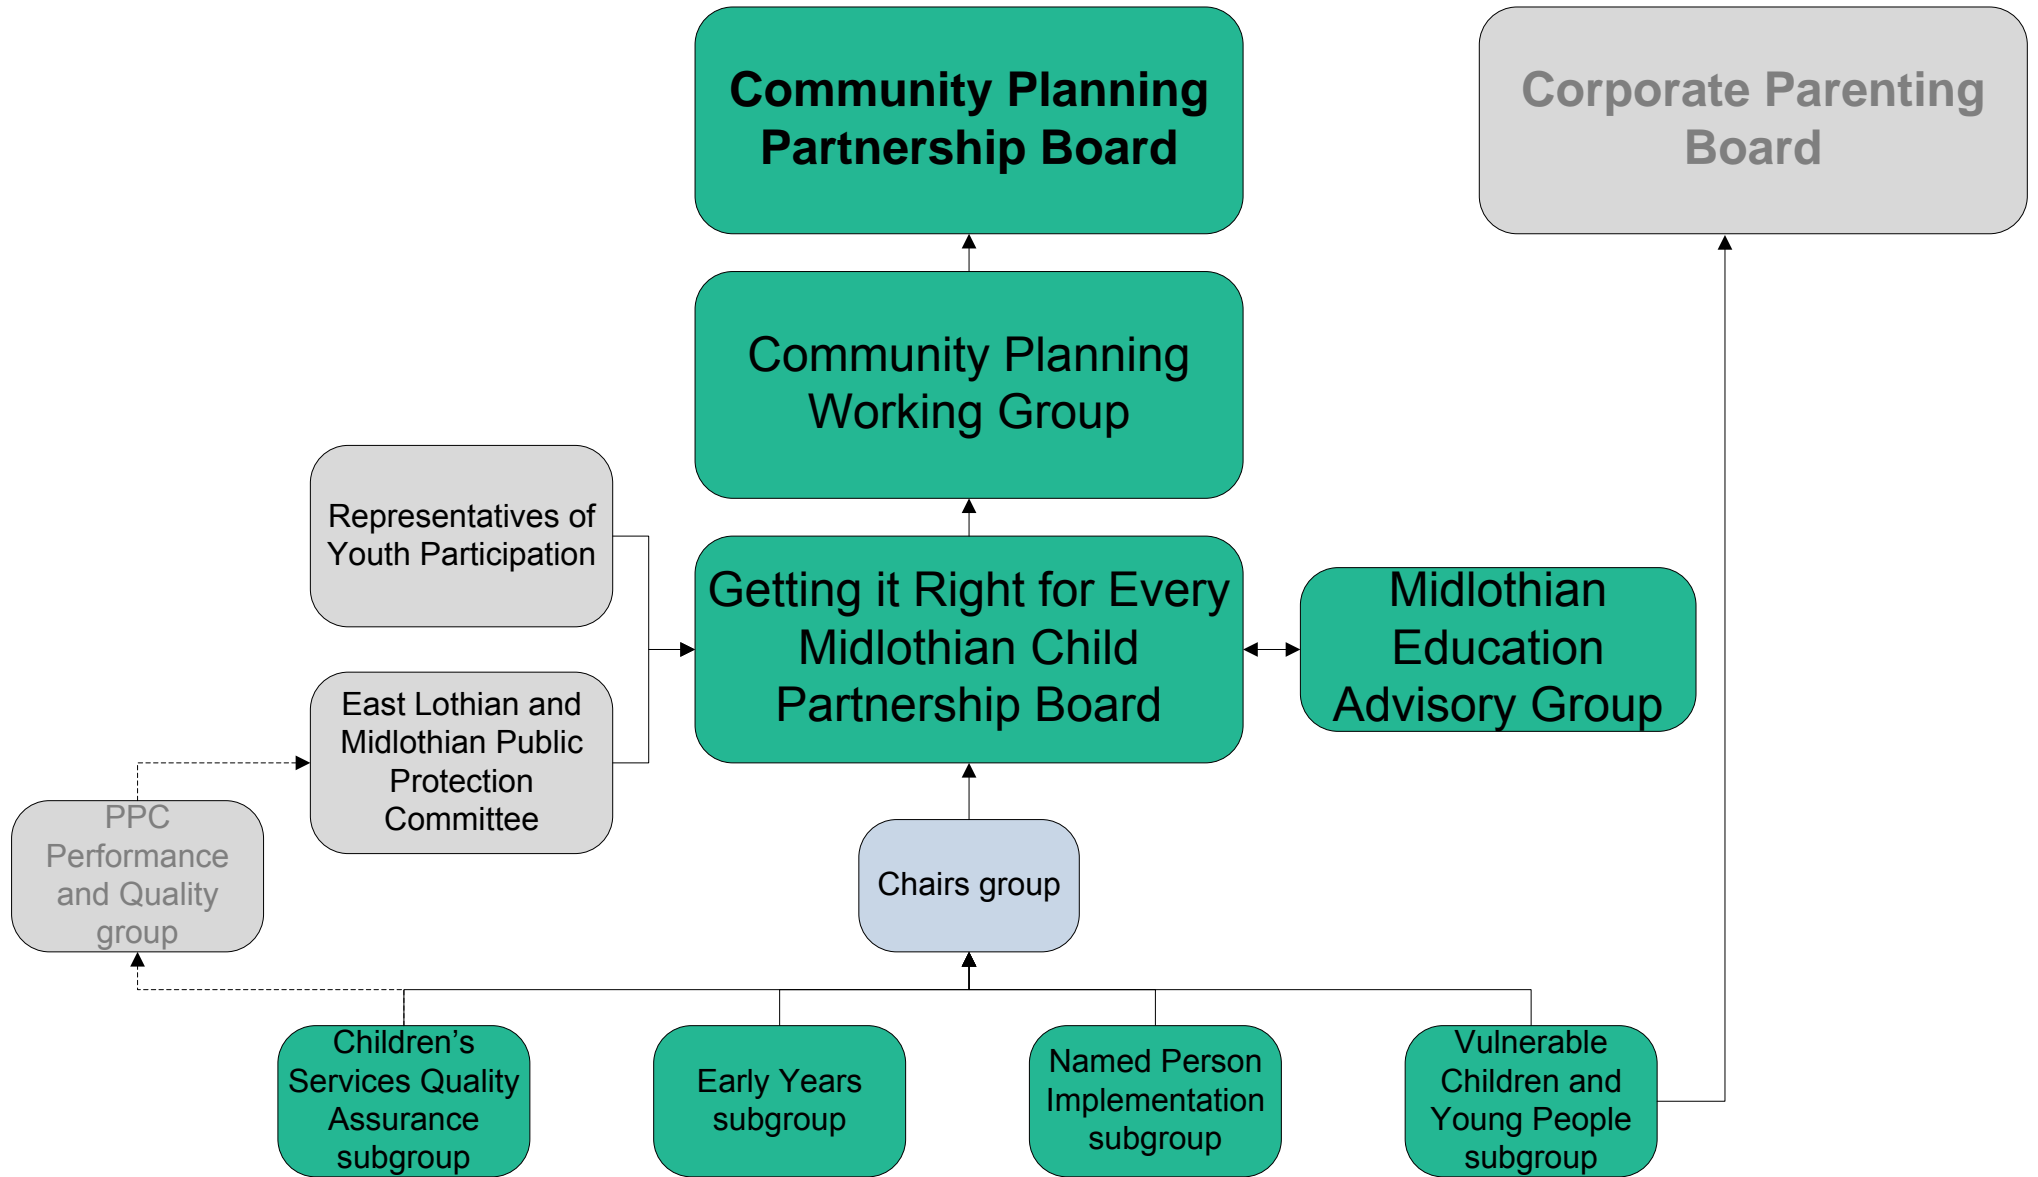 Community Planning
Partnership Board
Corporate Parenting
Board
Community Planning
Working Group
Representatives of
Youth Participation
Getting it Right for Every
Midlothian Child
Partnership Board
Midlothian
Education
Advisory Group
East Lothian and
Midlothian Public
Protection
Committee
PPC
Performance
and Quality
group
Chairs group
Children’s
Services Quality
Assurance
subgroup
Early Years
subgroup
Named Person
Implementation
subgroup
Vulnerable
Children and
Young People
subgroup